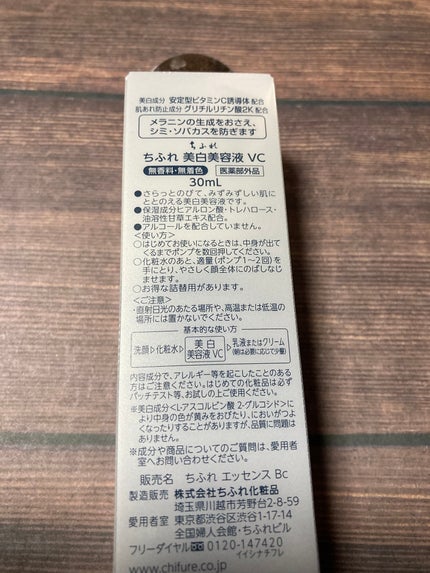 美白成分 安定型ビタミンC誘導体 配合
肌あれ防止成分 グリチルリチン酸2K 配合
メラニンの生成をおさえ、
シミ・ソバカスを防ぎます
ちふれ
ちふれ 美白美容液 VC
無香料・無着色 医薬部外品
30mL
●さらっとのびて、みずみずしい肌に
ととのえる美白美容液です。
●保湿成分ヒアルロン酸・トレハロース・
油溶性甘草エキス配合。
●アルコールを配合していません。
<使い方>
○はじめてお使いになるときは、中身が出て
くるまでポンプを数回押してください。
○化粧水のあと、適量(ポンプ1~2回)を
手にとり、やさしく顔全体にのばしなじ
ませます。
○お得な詰替用があります。
<ご注意>
・直射日光のあたる場所や、高温または低温の
場所には置かないでください。
基本的な使い方
洗顔▷化粧水▷美白美容液 VC▷乳液またはクリーム(朝は必要に応じて少量)
内容成分で、アレルギー等を起こしたことのある
方はご注意ください。はじめての化粧品は必ず
パッチテスト等、お試しの上ご使用ください。
※美白成分<L-アスコルビン酸 2-グルコシド>に
より中身の色が黄みをおびたり、においがつよ
くなったりすることがありますが、品質に問題は
ありません。
※成分や商品についてのご質問は、愛用者
室へお問い合わせください。
販売名 ちふれ エッセンス Bc
製造販売 株式会社ちふれ化粧品
埼玉県川越市芳野台2-8-59
愛用者室 東京都渋谷区渋谷1-17-14
全国婦人会館・ちふれビル
フリーダイヤル 0120-147420
イイシナチフレ
www.chifure.co.jp